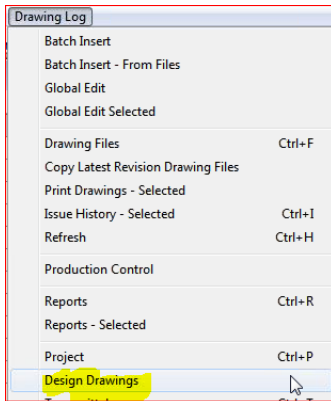 Drawing Log
Batch Insert
Batch Insert - From Files
Global Edit
Global Edit Selected
Drawing Files Ctrl+F
Copy Latest Revision Drawing Files
Print Drawings - Selected
Issue History - Selected Ctrl+I
Refresh Ctrl+H
Production Control
Reports Ctrl+R
Reports - Selected
Project Ctrl+P
Design Drawings